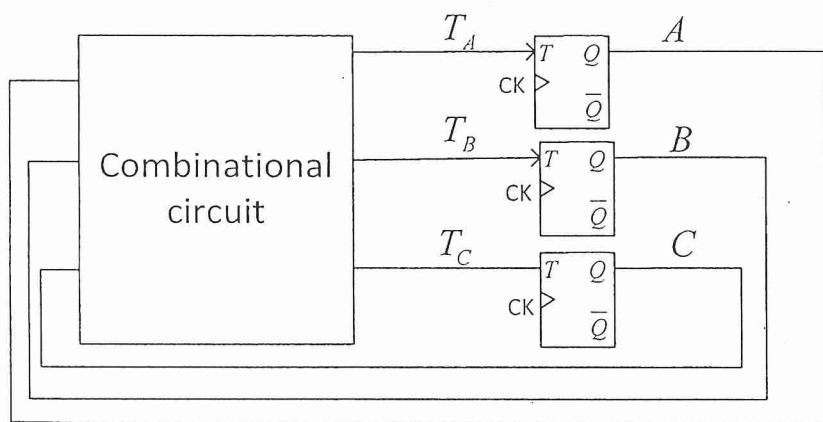 T_A
A
T Q
CK
Q̅
Combinational
circuit
T_B
B
T Q
CK
Q̅
T_C
C
T Q
CK
Q̅